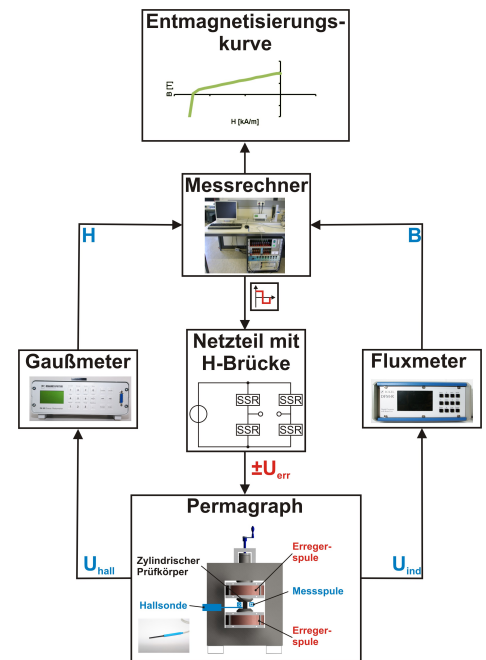 Entmagnetisierungs-
kurve
B [T]
H [kA/m]
Messrechner
H
B
Netzteil mit
H-Brücke
Gaußmeter
Fluxmeter
SSR SSR
SSR SSR
±Uerr
Permagraph
Uhall
Uind
Erreger-
spule
Zylindrischer
Prüfkörper
Messspule
Hallsonde
Erreger-
spule